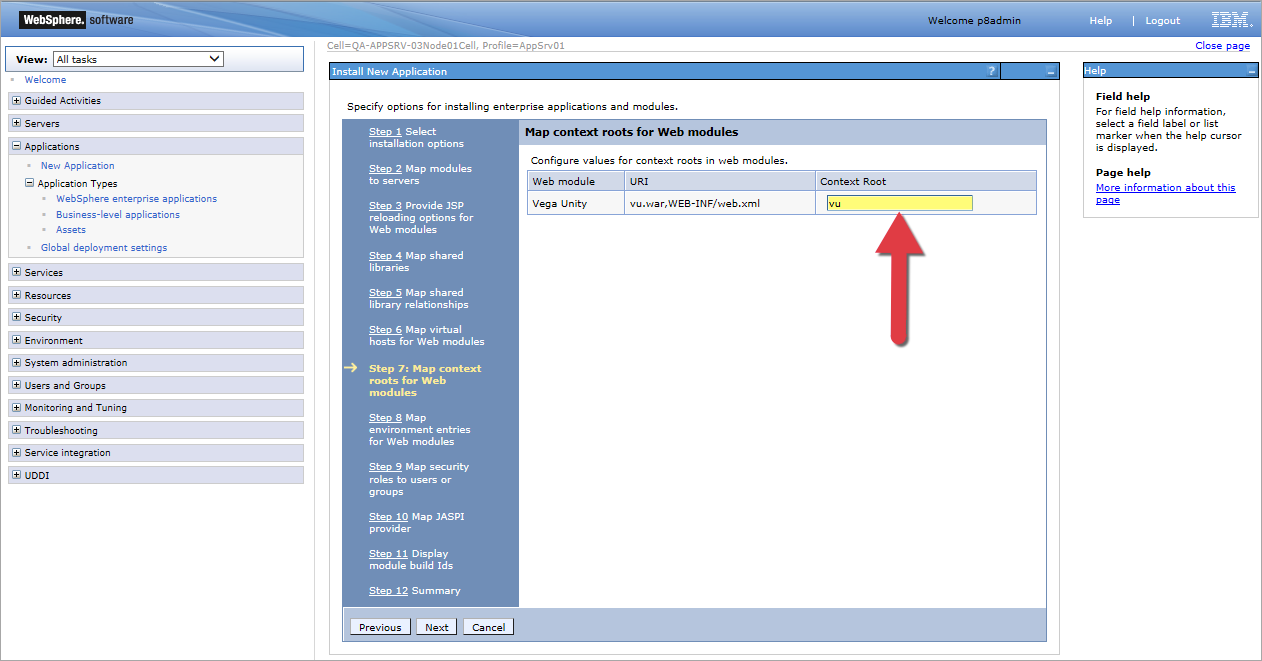 WebSphere. software
Welcome p8admin
Help | Logout
IBM.
View: All tasks
Cell=QA-APPSRV-03Node01Cell, Profile=AppSrv01
Close page
Welcome
Guided Activities
Servers
Applications
New Application
Application Types
WebSphere enterprise applications
Business-level applications
Assets
Global deployment settings
Services
Resources
Security
Environment
System administration
Users and Groups
Monitoring and Tuning
Troubleshooting
Service integration
UDDI
Install New Application
?
Specify options for installing enterprise applications and modules.
Step 1 Select
installation options
Step 2 Map modules
to servers
Step 3 Provide JSP
reloading options for
Web modules
Step 4 Map shared
libraries
Step 5 Map shared
library relationships
Step 6 Map virtual
hosts for Web modules
Step 7: Map context
roots for Web
modules
Step 8 Map
environment entries
for Web modules
Step 9 Map security
roles to users or
groups
Step 10 Map JASPI
provider
Step 11 Display
module build Ids
Step 12 Summary
Map context roots for Web modules
Configure values for context roots in web modules.
Web module URI Context Root
Vega Unity vu.war,WEB-INF/web.xml vu
Previous Next Cancel
Help
Field help
For field help information,
select a field label or list
marker when the help cursor
is displayed.
Page help
More information about this
page